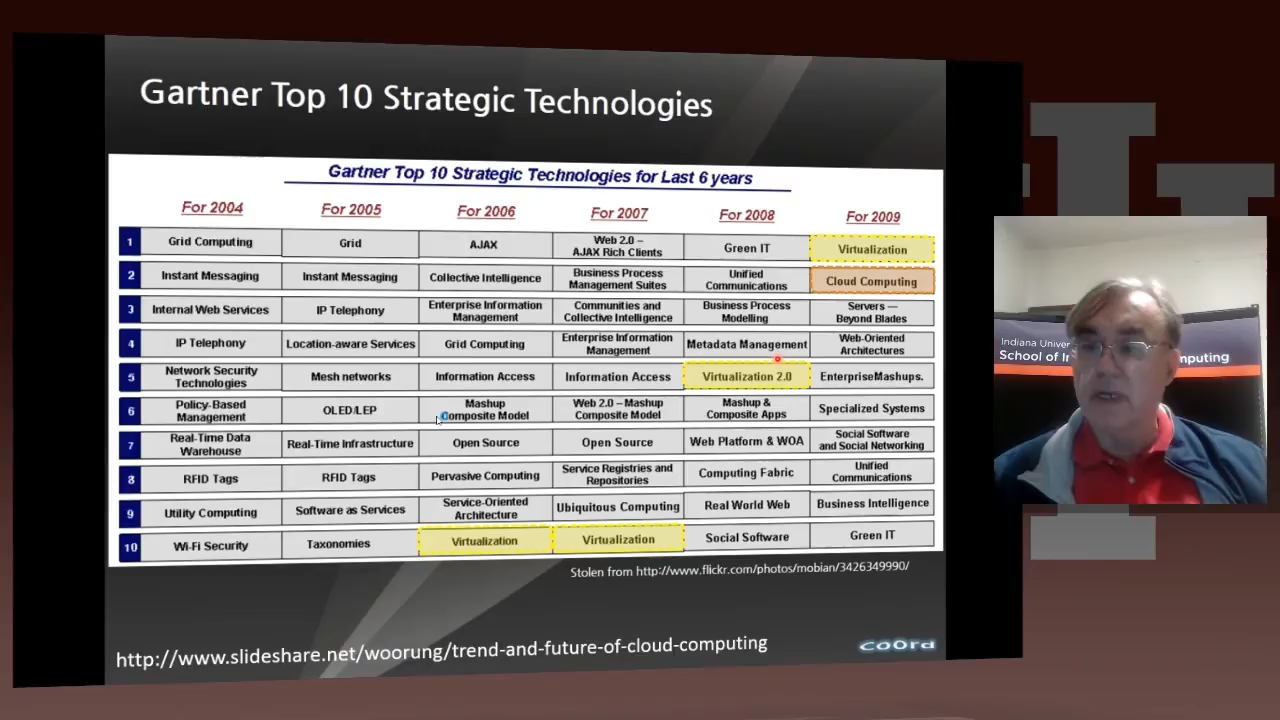 Gartner Top 10 Strategic Technologies
Gartner Top 10 Strategic Technologies for Last 6 years
For 2004 For 2005 For 2006 For 2007 For 2008 For 2009
1 Grid Computing Grid AJAX Web 2.0 – AJAX Rich Clients Green IT Virtualization
2 Instant Messaging Instant Messaging Collective Intelligence Business Process Management Suites Unified Communications Cloud Computing
3 Internal Web Services IP Telephony Enterprise Information Management Communities and Collective Intelligence Business Process Modelling Servers — Beyond Blades
4 IP Telephony Location-aware Services Grid Computing Enterprise Information Management Metadata Management Web-Oriented Architectures
5 Network Security Technologies Mesh networks Information Access Information Access Virtualization 2.0 EnterpriseMashups.
6 Policy-Based Management OLED/LEP Mashup Composite Model Web 2.0 – Mashup Composite Model Mashup & Composite Apps Specialized Systems
7 Real-Time Data Warehouse Real-Time Infrastructure Open Source Open Source Web Platform & WOA Social Software and Social Networking
8 RFID Tags RFID Tags Pervasive Computing Service Registries and Repositories Computing Fabric Unified Communications
9 Utility Computing Software as Services Service-Oriented Architecture Ubiquitous Computing Real World Web Business Intelligence
10 Wi-Fi Security Taxonomies Virtualization Virtualization Social Software Green IT
Stolen from http://www.flickr.com/photos/mobian/3426349990/
http://www.slideshare.net/woorung/trend-and-future-of-cloud-computing
coord
Indiana Univer
School of In Computing